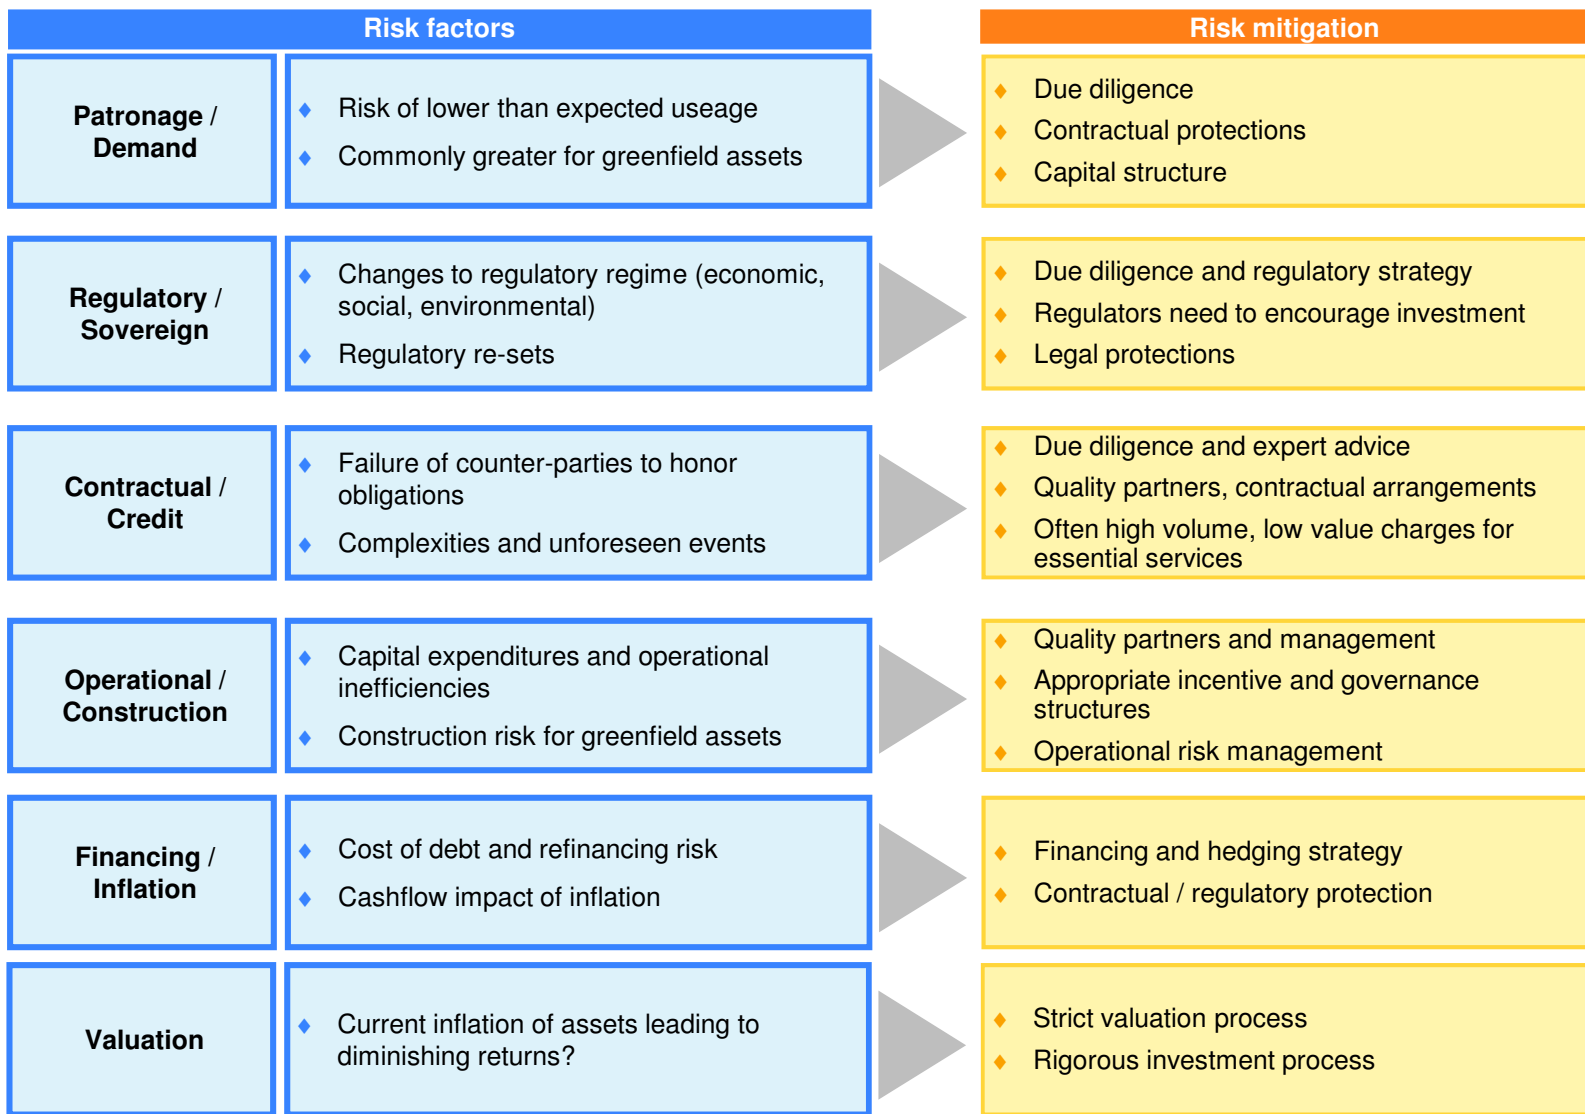 Risk factors
Risk mitigation
Patronage /
Demand
Risk of lower than expected useage
Commonly greater for greenfield assets
Due diligence
Contractual protections
Capital structure
Regulatory /
Sovereign
Changes to regulatory regime (economic,
social, environmental)
Regulatory re-sets
Due diligence and regulatory strategy
Regulators need to encourage investment
Legal protections
Contractual /
Credit
Failure of counter-parties to honor
obligations
Complexities and unforeseen events
Due diligence and expert advice
Quality partners, contractual arrangements
Often high volume, low value charges for
essential services
Operational /
Construction
Capital expenditures and operational
inefficiencies
Construction risk for greenfield assets
Quality partners and management
Appropriate incentive and governance
structures
Operational risk management
Financing /
Inflation
Cost of debt and refinancing risk
Cashflow impact of inflation
Financing and hedging strategy
Contractual / regulatory protection
Valuation
Current inflation of assets leading to
diminishing returns?
Strict valuation process
Rigorous investment process